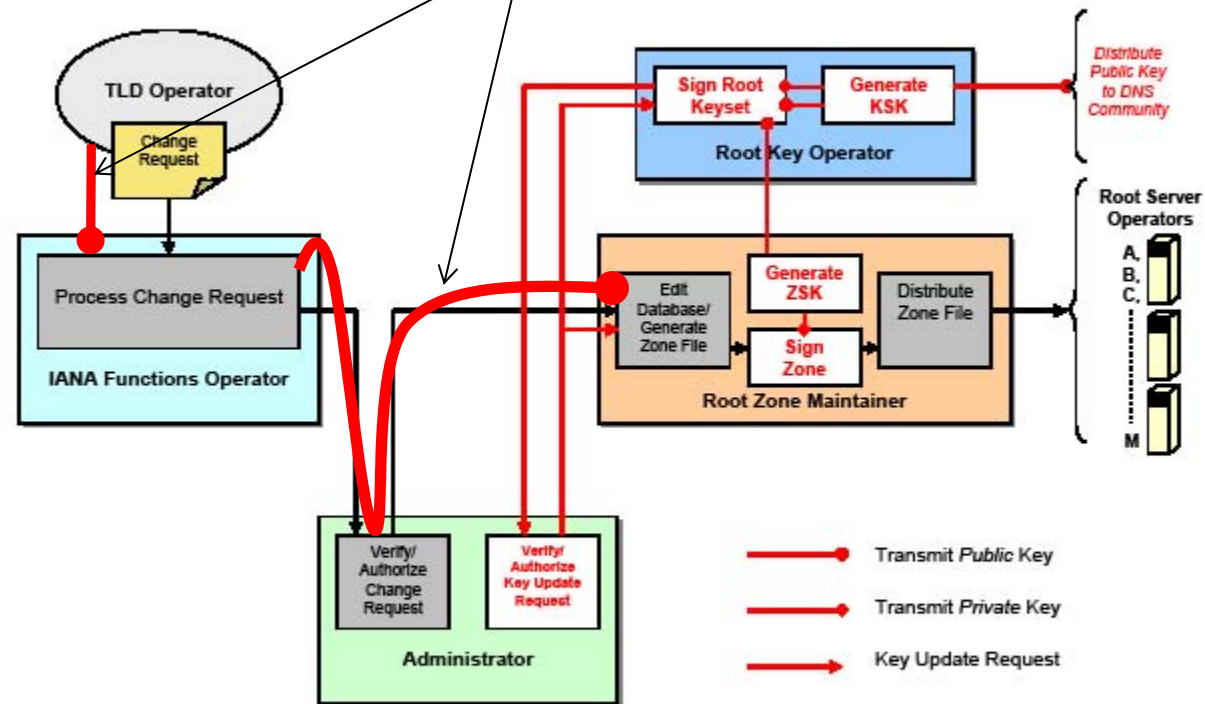 TLD Operator
Change
Request
Process Change Request
IANA Functions Operator
Sign Root
Keyset
Generate
KSK
Root Key Operator
Distribute
Public Key
to DNS
Community
Edit
Database/
Generate
Zone File
Generate
ZSK
Sign
Zone
Distribute
Zone File
Root Zone Maintainer
Root Server
Operators
A,
B,
C,
M
Verify/
Authorize
Change
Request
Verify/
Authorize
Key Update
Request
Administrator
Transmit Public Key
Transmit Private Key
Key Update Request